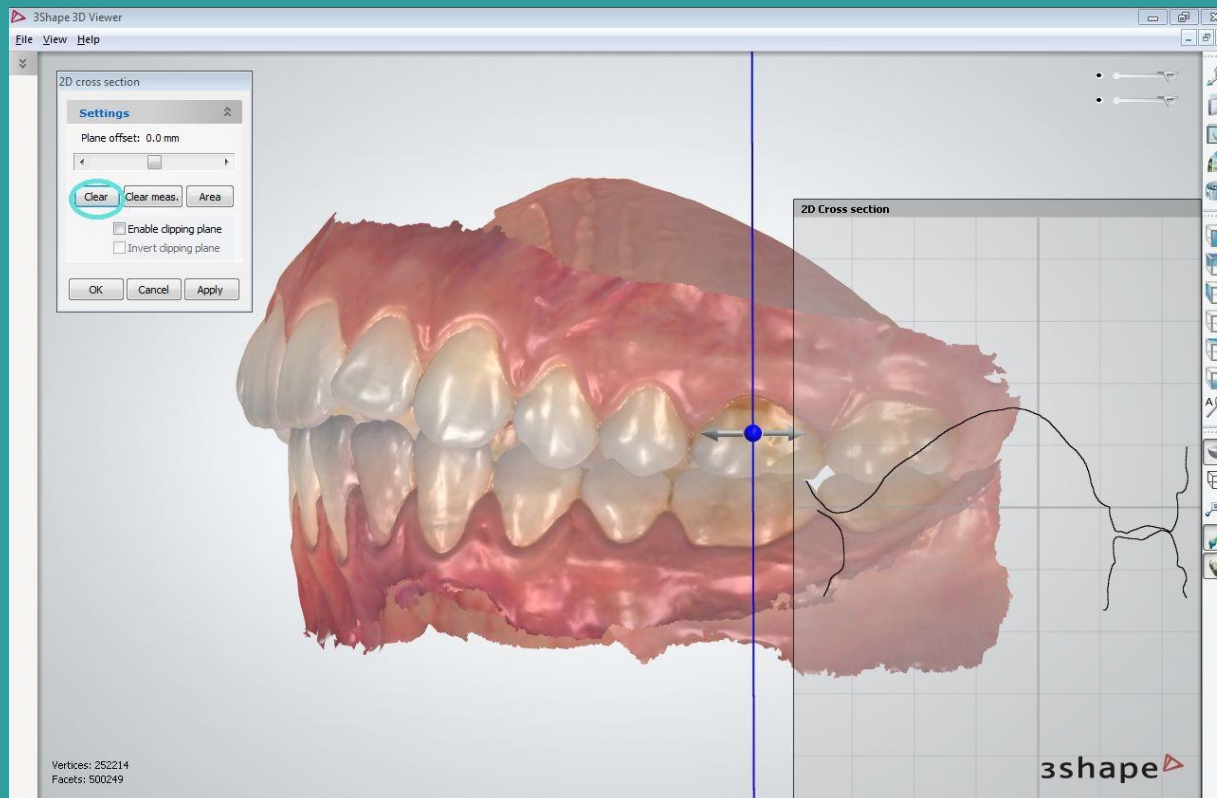 3Shape 3D Viewer
File View Help
2D cross section
Settings
Plane offset: 0.0 mm
Clear Clear meas. Area
Enable clipping plane
Invert clipping plane
OK Cancel Apply
2D Cross section
Vertices: 252214
Facets: 500249
3shape